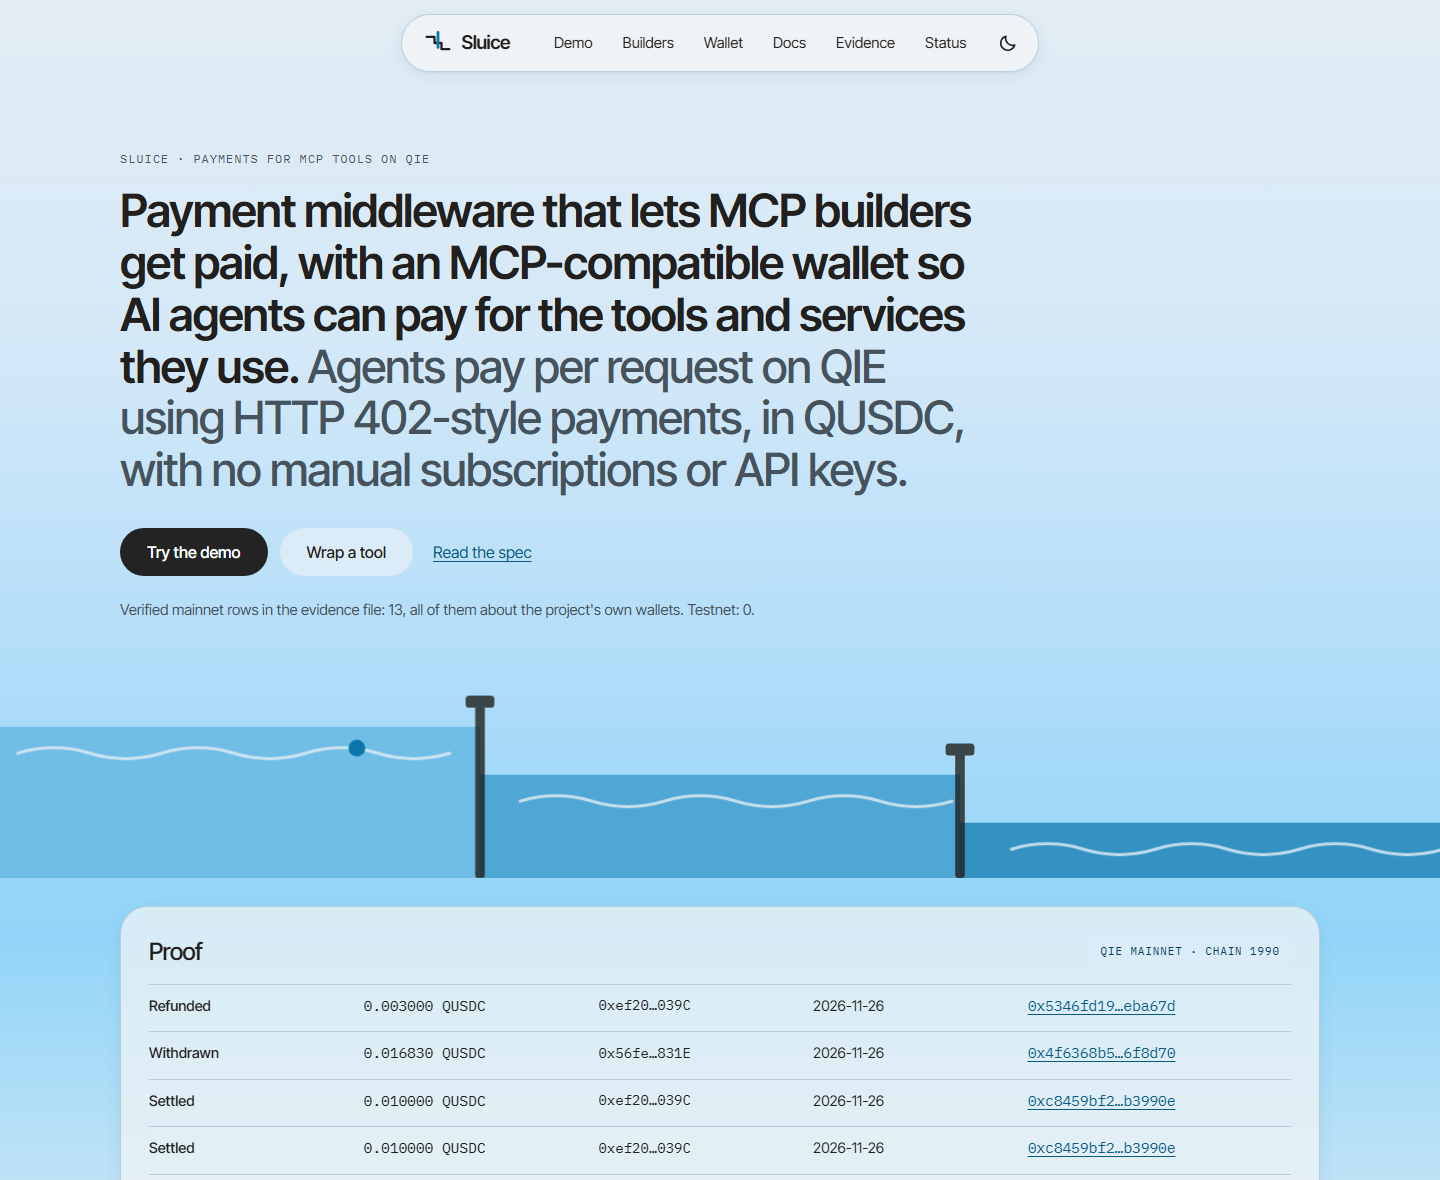 Sluice Demo Builders Wallet Docs Evidence Status
SLUICE · PAYMENTS FOR MCP TOOLS ON QIE
Payment middleware that lets MCP builders
get paid, with an MCP-compatible wallet so
AI agents can pay for the tools and services
they use. Agents pay per request on QIE
using HTTP 402-style payments, in QUSDC,
with no manual subscriptions or API keys.
Try the demo Wrap a tool Read the spec
Verified mainnet rows in the evidence file: 13, all of them about the project's own wallets. Testnet: 0.
Proof QIE MAINNET · CHAIN 1990
Refunded 0.003000 QUSDC 0xef20…039C 2026-11-26 0x5346fd19…eba67d
Withdrawn 0.016830 QUSDC 0x56fe…831E 2026-11-26 0x4f6368b5…6f8d70
Settled 0.010000 QUSDC 0xef20…039C 2026-11-26 0xc8459bf2…b3990e
Settled 0.010000 QUSDC 0xef20…039C 2026-11-26 0xc8459bf2…b3990e